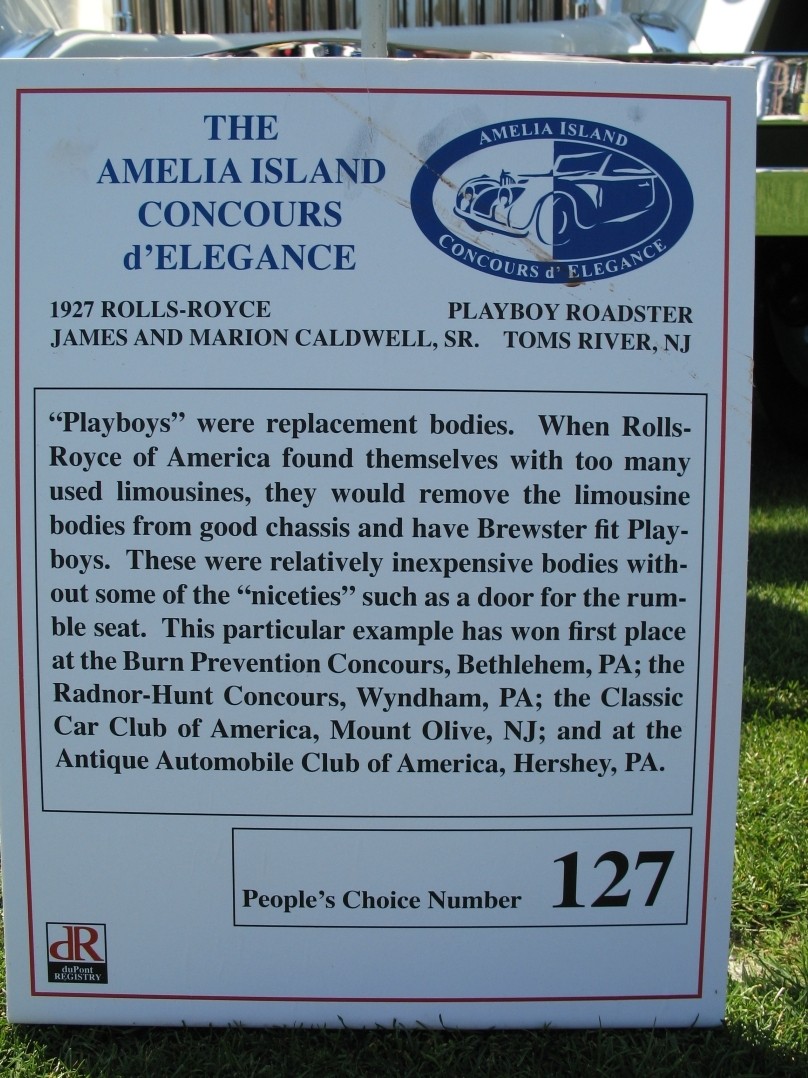 THE
AMELIA ISLAND
CONCOURS
d'ELEGANCE
AMELIA ISLAND
CONCOURS d' ELEGANCE
1927 ROLLS-ROYCE PLAYBOY ROADSTER
JAMES AND MARION CALDWELL, SR. TOMS RIVER, NJ
“Playboys” were replacement bodies. When Rolls-
Royce of America found themselves with too many
used limousines, they would remove the limousine
bodies from good chassis and have Brewster fit Play-
boys. These were relatively inexpensive bodies with-
out some of the “niceties” such as a door for the rum-
ble seat. This particular example has won first place
at the Burn Prevention Concours, Bethlehem, PA; the
Radnor-Hunt Concours, Wyndham, PA; the Classic
Car Club of America, Mount Olive, NJ; and at the
Antique Automobile Club of America, Hershey, PA.
People's Choice Number 127
dR
duPont
REGISTRY